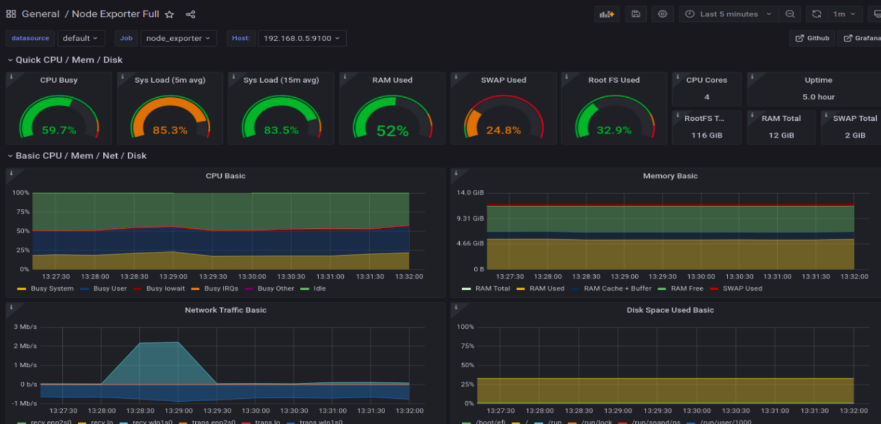 General / Node Exporter Full
Last 5 minutes
1m
datasource default Job node_exporter Host: 192.168.0.5:9100
Github Grafana
Quick CPU / Mem / Disk
CPU Busy
59.7%
Sys Load (5m avg)
85.3%
Sys Load (15m avg)
83.5%
RAM Used
52%
SWAP Used
24.8%
Root FS Used
32.9%
CPU Cores
4
Uptime
5.0 hour
RootFS T...
116 GiB
RAM Total
12 GiB
SWAP Total
2 GiB
Basic CPU / Mem / Net / Disk
CPU Basic
100%
75%
50%
25%
0%
13:27:30 13:28:00 13:28:30 13:29:00 13:29:30 13:30:00 13:30:30 13:31:00 13:31:30 13:32:00
Busy System Busy User Busy Iowait Busy IRQs Busy Other Idle
Memory Basic
14.0 GiB
9.31 GiB
4.66 GiB
0 B
13:27:30 13:28:00 13:28:30 13:29:00 13:29:30 13:30:00 13:30:30 13:31:00 13:31:30 13:32:00
RAM Total RAM Used RAM Cache + Buffer RAM Free SWAP Used
Network Traffic Basic
3 Mb/s
2 Mb/s
1 Mb/s
0 b/s
-1 Mb/s
13:27:30 13:28:00 13:28:30 13:29:00 13:29:30 13:30:00 13:30:30 13:31:00 13:31:30 13:32:00
recv enp2s0 recv lo recv wlp1s0 trans enp2s0 trans lo trans wlp1s0
Disk Space Used Basic
100%
75%
50%
25%
0%
13:27:30 13:28:00 13:28:30 13:29:00 13:29:30 13:30:00 13:30:30 13:31:00 13:31:30 13:32:00
/boot/efi / /run /run/lock /run/snapd/ns /run/user/1000